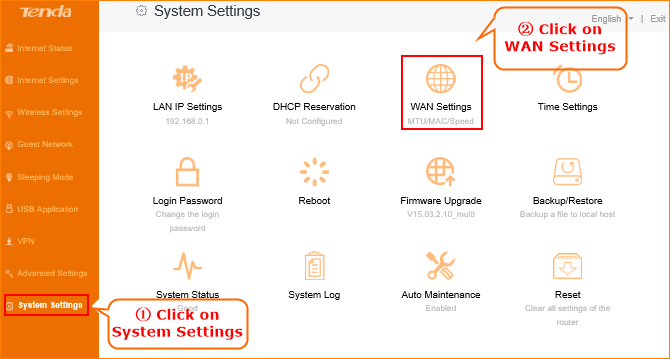 Tenda
System Settings
English | Exit
② Click on
WAN Settings
Internet Status
Internet Settings
Wireless Settings
Guest Network
Sleeping Mode
USB Application
VPN
Advanced Settings
System Settings
① Click on
System Settings
LAN IP Settings
192.168.0.1
DHCP Reservation
Not Configured
WAN Settings
MTU/MAC/Speed
Time Settings
Login Password
Change the login
password
Reboot
Firmware Upgrade
V15.03.2.10_multi
Backup/Restore
Backup a file to local host
System Status
Good
System Log
Auto Maintenance
Enabled
Reset
Clear all settings of the
router